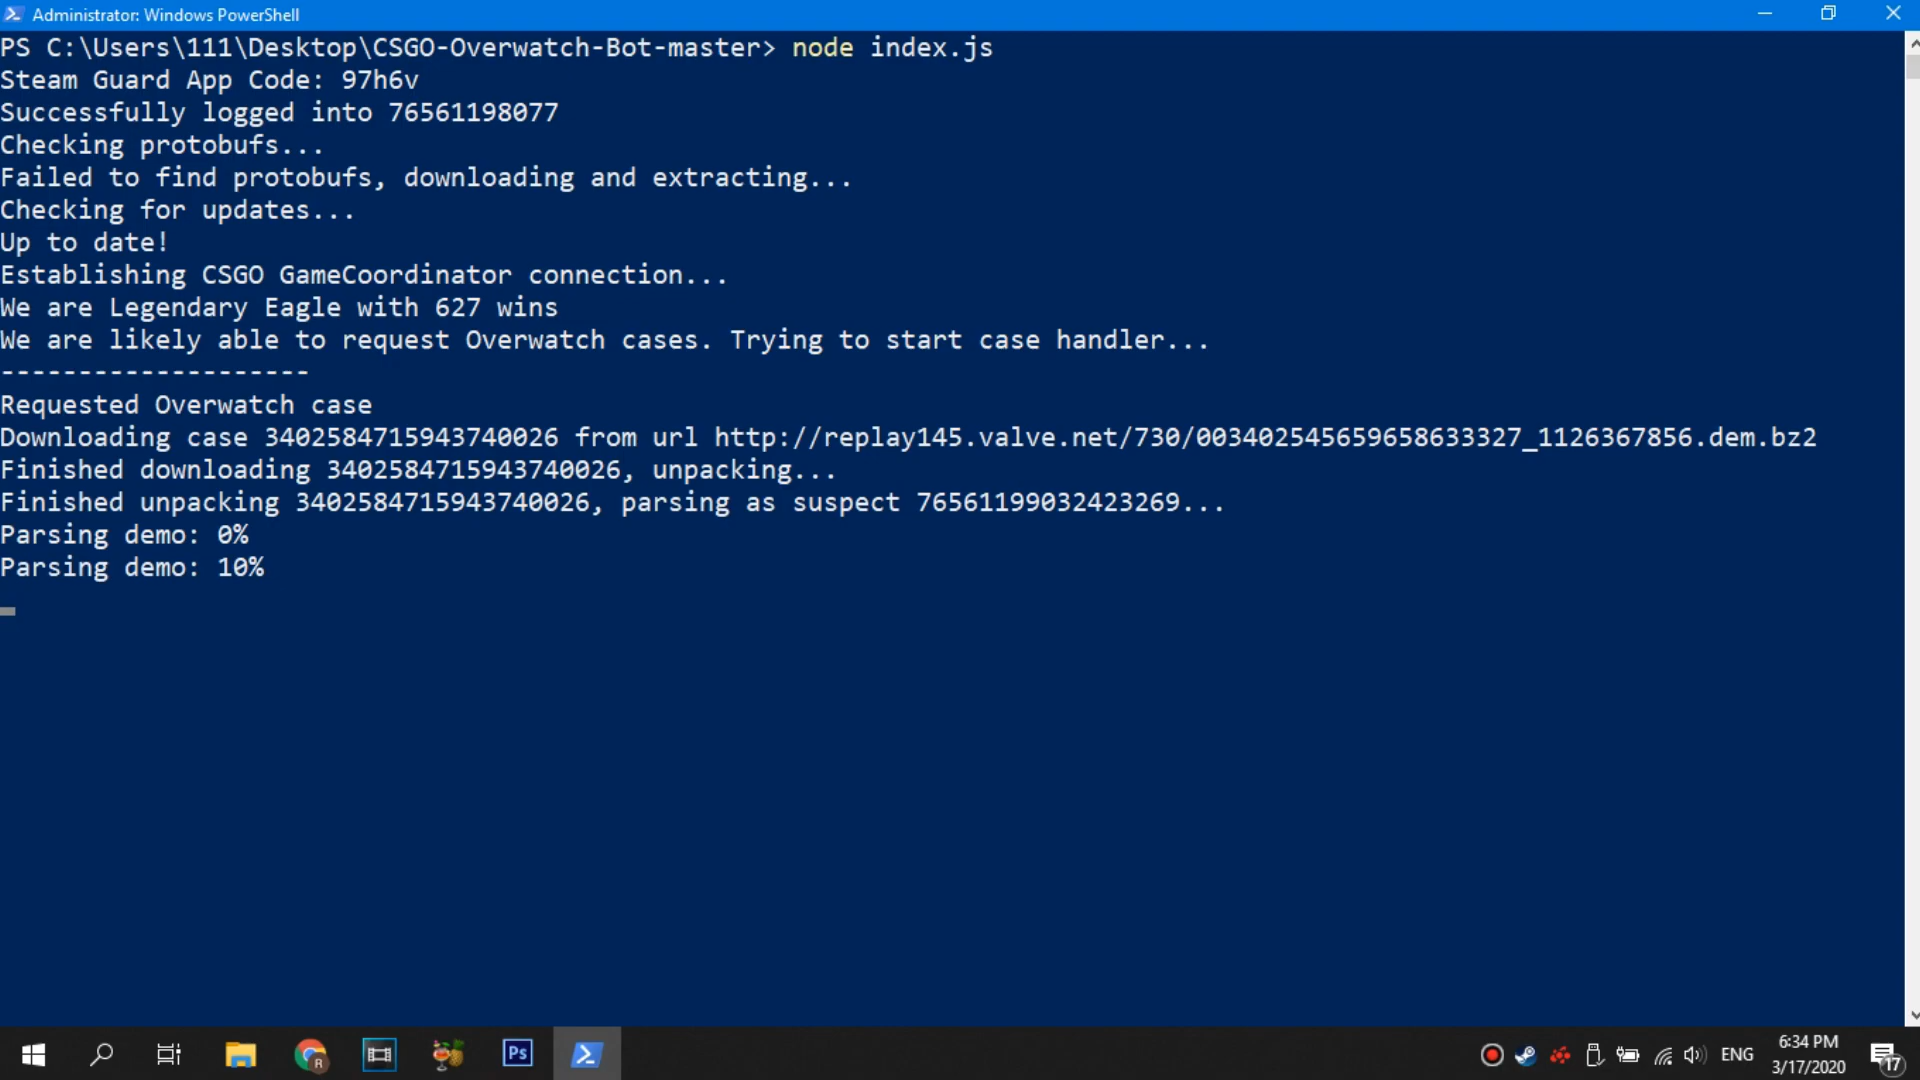 Administrator: Windows PowerShell
PS C:\Users\111\Desktop\CSGO-Overwatch-Bot-master> node index.js
Steam Guard App Code: 97h6v
Successfully logged into 76561198077
Checking protobufs...
Failed to find protobufs, downloading and extracting...
Checking for updates...
Up to date!
Establishing CSGO GameCoordinator connection...
We are Legendary Eagle with 627 wins
We are likely able to request Overwatch cases. Trying to start case handler...
--------------------
Requested Overwatch case
Downloading case 3402584715943740026 from url http://replay145.valve.net/730/003402545659658633327_1126367856.dem.bz2
Finished downloading 3402584715943740026, unpacking...
Finished unpacking 3402584715943740026, parsing as suspect 76561199032423269...
Parsing demo: 0%
Parsing demo: 10%
R
Ps
ENG
6:34 PM
3/17/2020
17